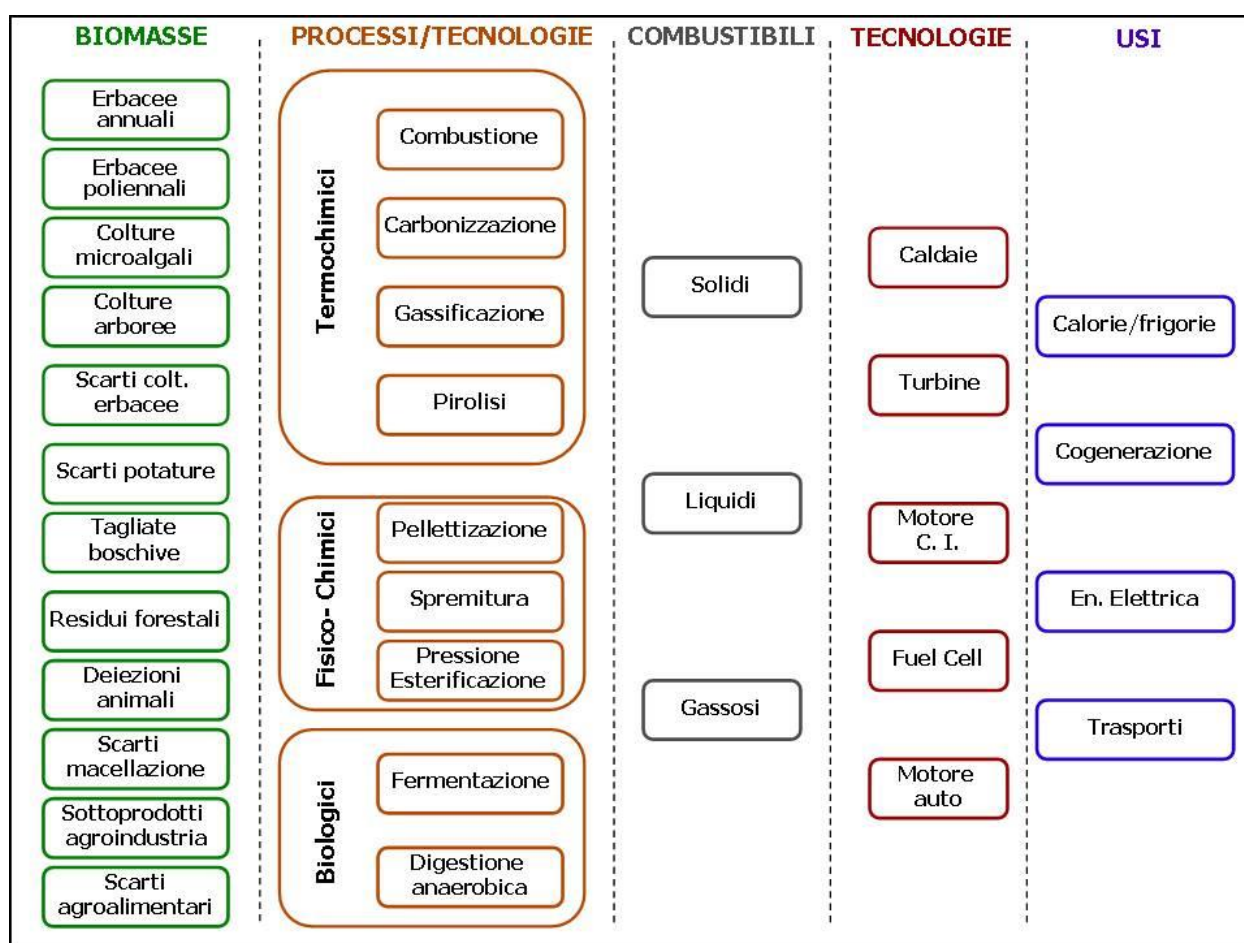 BIOMASSE
PROCESSI/TECNOLOGIE
COMBUSTIBILI
TECNOLOGIE
USI
Erbacee
annuali
Erbacee
poliennali
Colture
microalgali
Colture
arboree
Scarti colt.
erbacee
Scarti potature
Tagliate
boschive
Residui forestali
Deiezioni
animali
Scarti
macellazione
Sottoprodotti
agroindustria
Scarti
agroalimentari
Termochimici
Combustione
Carbonizzazione
Gassificazione
Pirolisi
Fisico- Chimici
Pellettizazione
Spremitura
Pressione
Esterificazione
Biologici
Fermentazione
Digestione
anaerobica
Solidi
Liquidi
Gassosi
Caldaie
Turbine
Motore
C. I.
Fuel Cell
Motore
auto
Calorie/frigorie
Cogenerazione
En. Elettrica
Trasporti